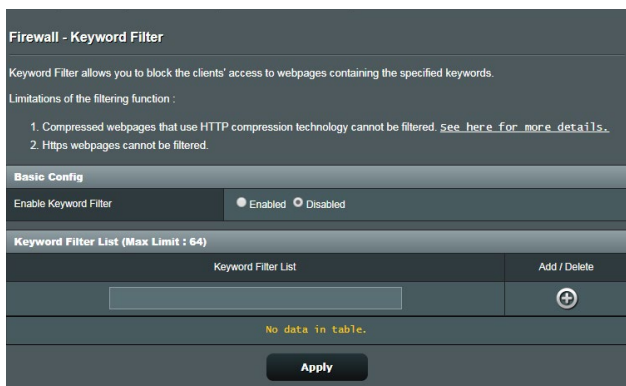 Firewall - Keyword Filter
Keyword Filter allows you to block the clients' access to webpages containing the specified keywords.
Limitations of the filtering function :
1. Compressed webpages that use HTTP compression technology cannot be filtered. See here for more details.
2. Https webpages cannot be filtered.
Basic Config
Enable Keyword Filter Enabled Disabled
Keyword Filter List (Max Limit : 64)
Keyword Filter List Add / Delete
No data in table.
Apply